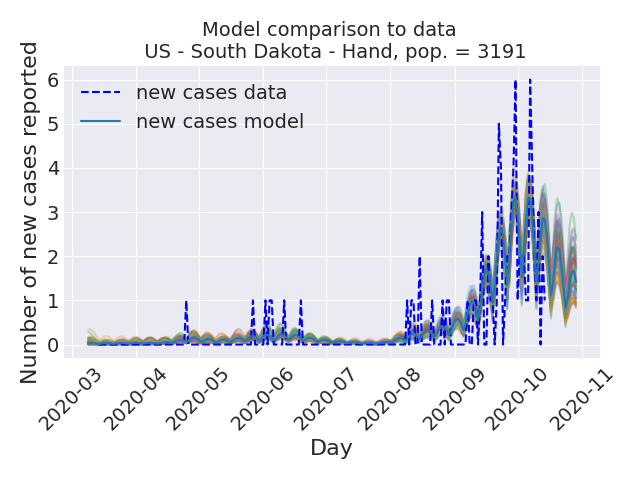 Model comparison to data
US - South Dakota - Hand, pop. = 3191
Number of new cases reported
6
5
4
3
2
1
0
new cases data
new cases model
2020-03
2020-04
2020-05
2020-06
2020-07
2020-08
2020-09
2020-10
2020-11
Day